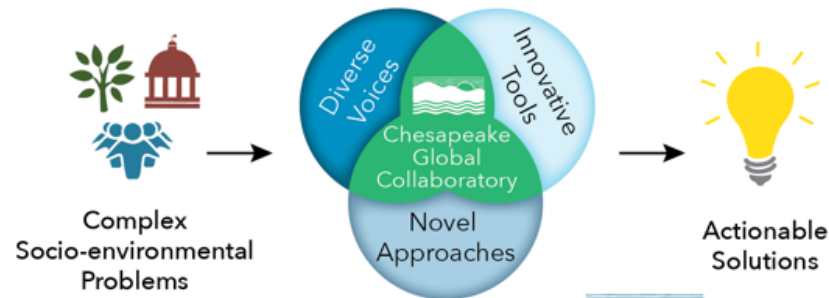 Complex
Socio-environmental
Problems
Diverse
Voices
Innovative
Tools
Chesapeake
Global
Collaboratory
Novel
Approaches
Actionable
Solutions